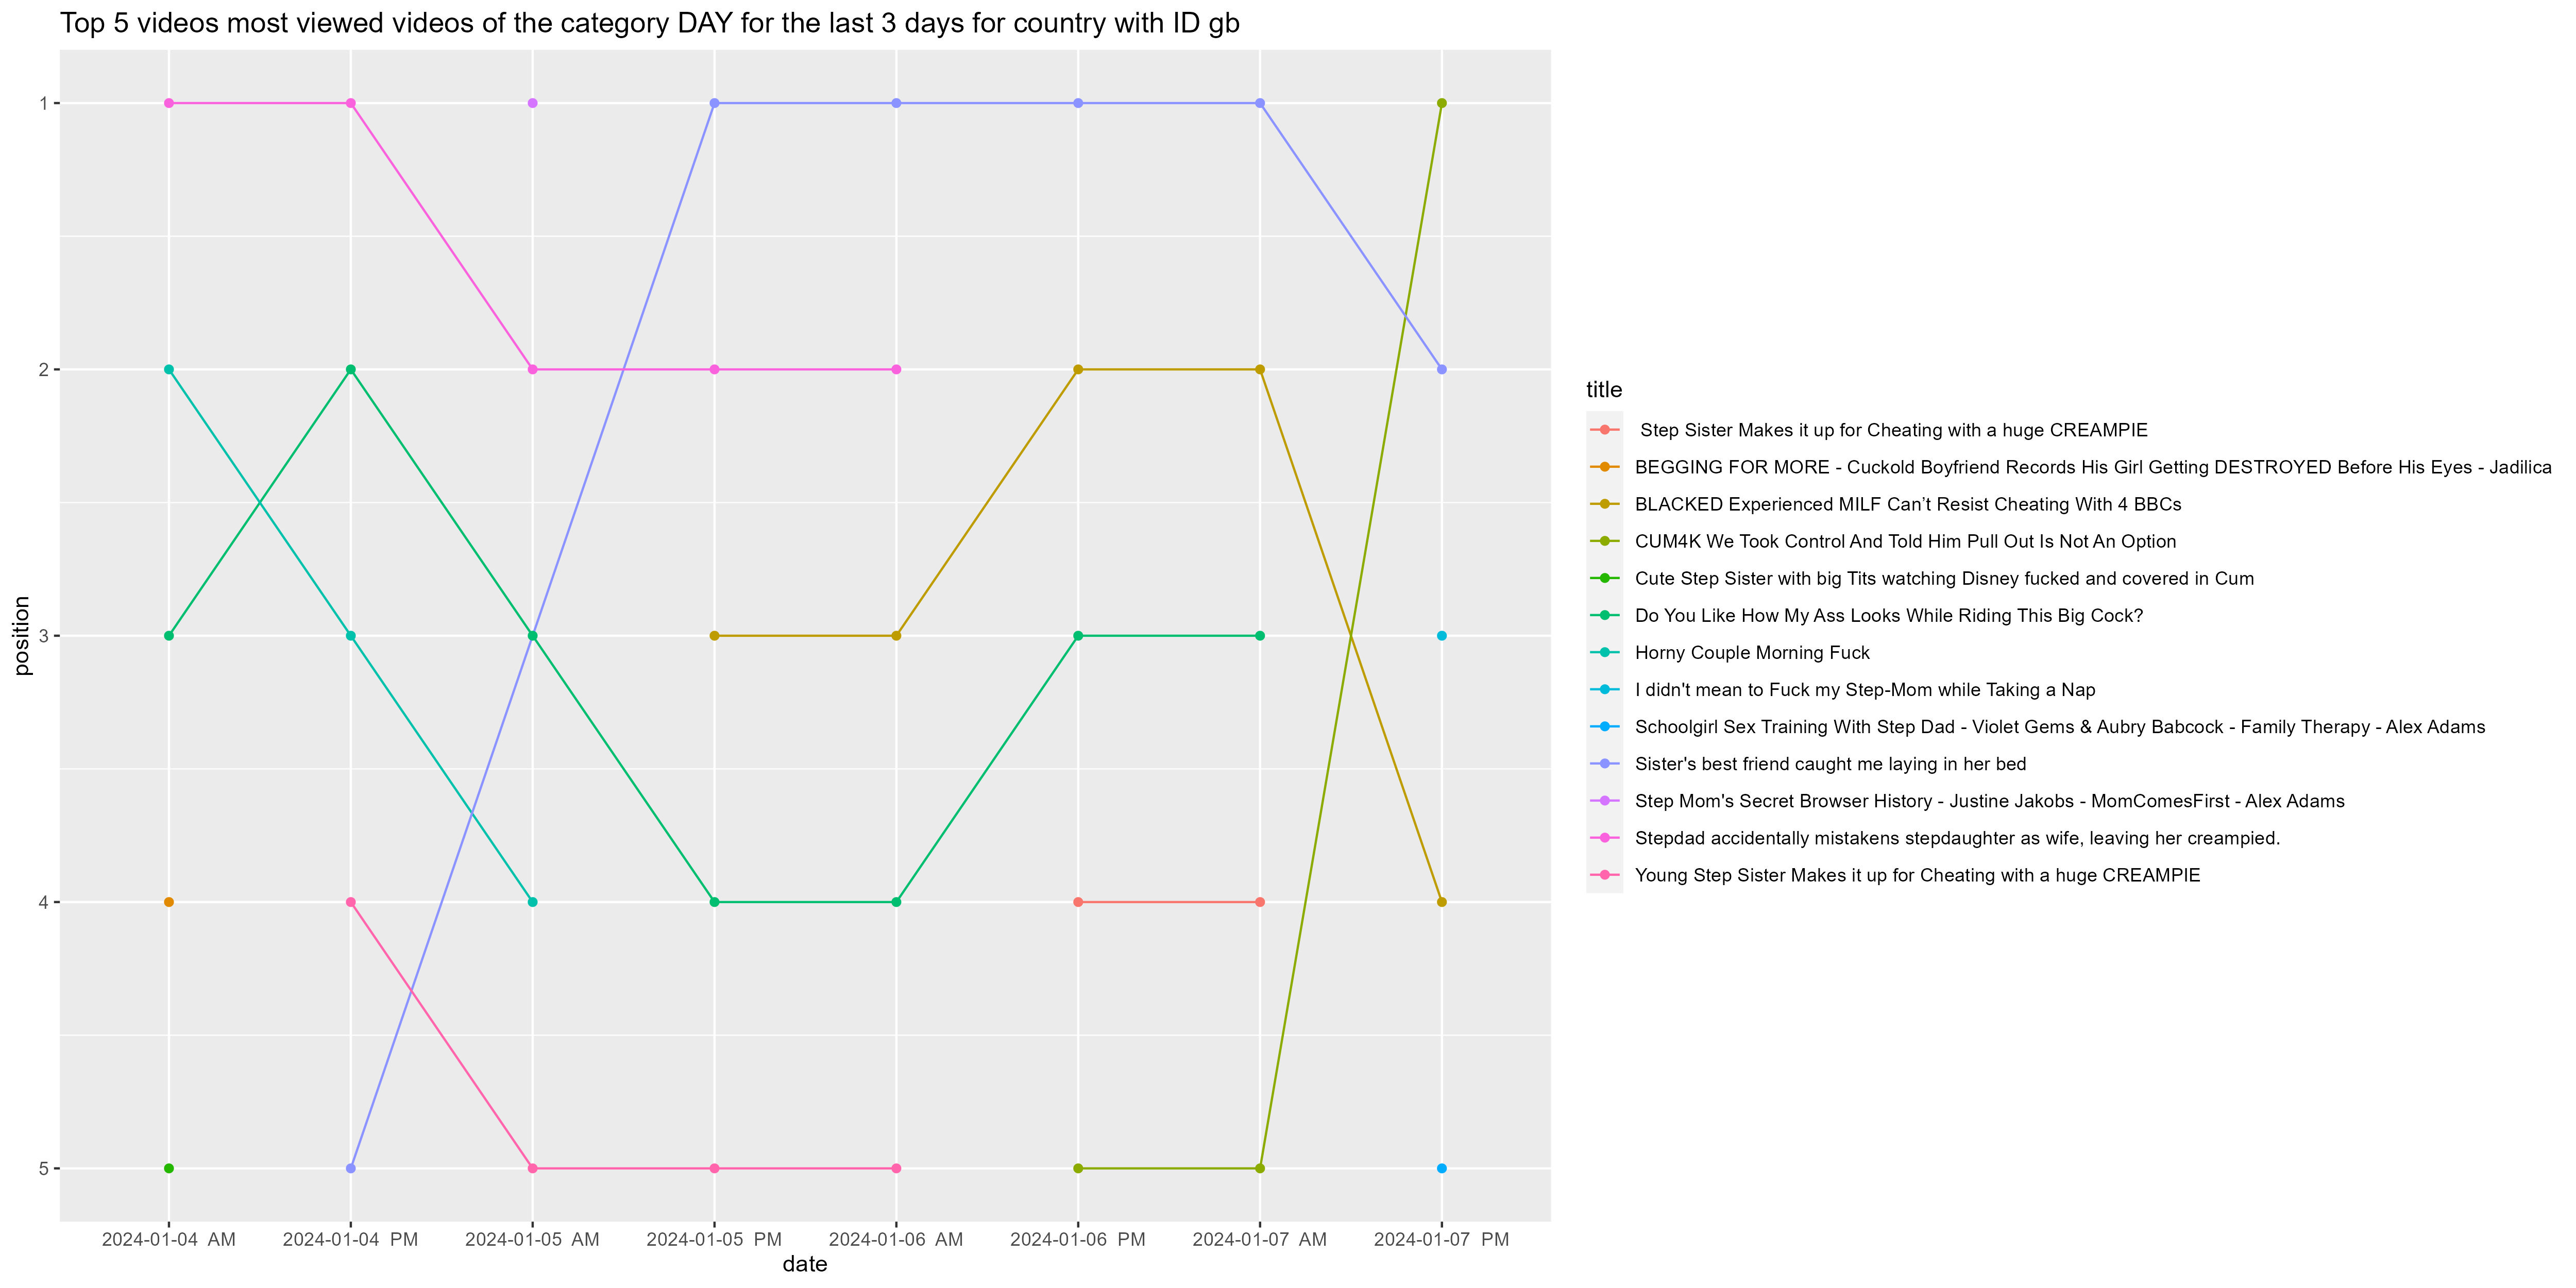 Top 5 videos most viewed videos of the category DAY for the last 3 days for country with ID gb
1
2
3
4
5
position
2024-01-04 AM
2024-01-04 PM
2024-01-05 AM
2024-01-05 PM
2024-01-06 AM
2024-01-06 PM
2024-01-07 AM
2024-01-07 PM
date
title
Step Sister Makes it up for Cheating with a huge CREAMPIE
BEGGING FOR MORE - Cuckold Boyfriend Records His Girl Getting DESTROYED Before His Eyes - Jadilica
BLACKED Experienced MILF Can’t Resist Cheating With 4 BBCs
CUM4K We Took Control And Told Him Pull Out Is Not An Option
Cute Step Sister with big Tits watching Disney fucked and covered in Cum
Do You Like How My Ass Looks While Riding This Big Cock?
Horny Couple Morning Fuck
I didn't mean to Fuck my Step-Mom while Taking a Nap
Schoolgirl Sex Training With Step Dad - Violet Gems & Aubry Babcock - Family Therapy - Alex Adams
Sister's best friend caught me laying in her bed
Step Mom's Secret Browser History - Justine Jakobs - MomComesFirst - Alex Adams
Stepdad accidentally mistakens stepdaughter as wife, leaving her creampied.
Young Step Sister Makes it up for Cheating with a huge CREAMPIE